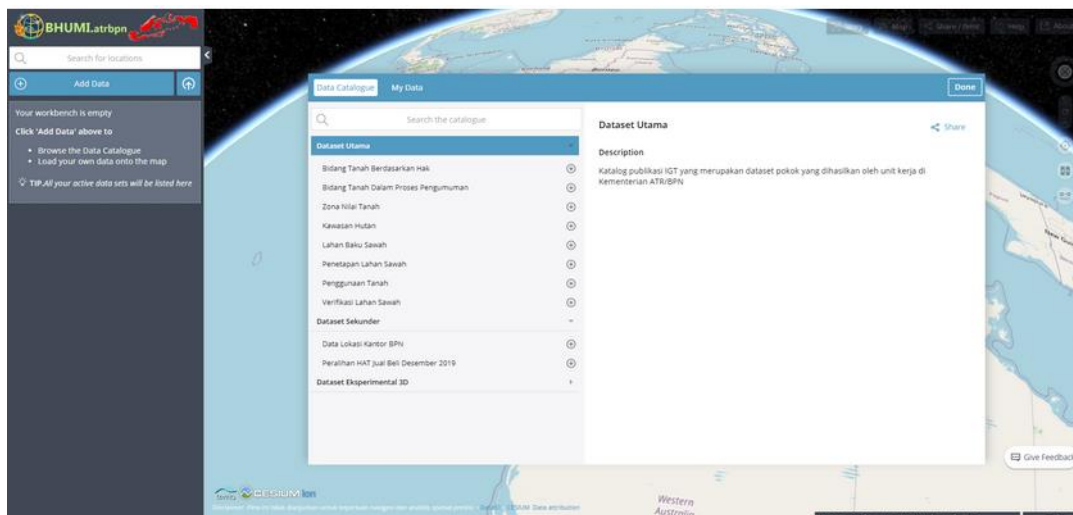 BHUMI.atrbpn
Search for locations
Add Data
Your workbench is empty
Click 'Add Data' above to
Browse the Data Catalogue
Load your own data onto the map
TIP.All your active data sets will be listed here
Data Catalogue
My Data
Done
Search the catalogue
Dataset Utama
Bidang Tanah Berdasarkan Hak
Bidang Tanah Dalam Proses Pengumuman
Zona Nilai Tanah
Kawasan Hutan
Lahan Baku Sawah
Penetapan Lahan Sawah
Penggunaan Tanah
Verifikasi Lahan Sawah
Dataset Sekunder
Data Lokasi Kantor BPN
Peralihan HAT Jual Beli Desember 2019
Dataset Eksperimental 3D
Dataset Utama
Share
Description
Katalog publikasi IGT yang merupakan dataset pokok yang dihasilkan oleh unit kerja di
Kementerian ATR/BPN
Give Feedback
CESIUM ion
Western
Australia